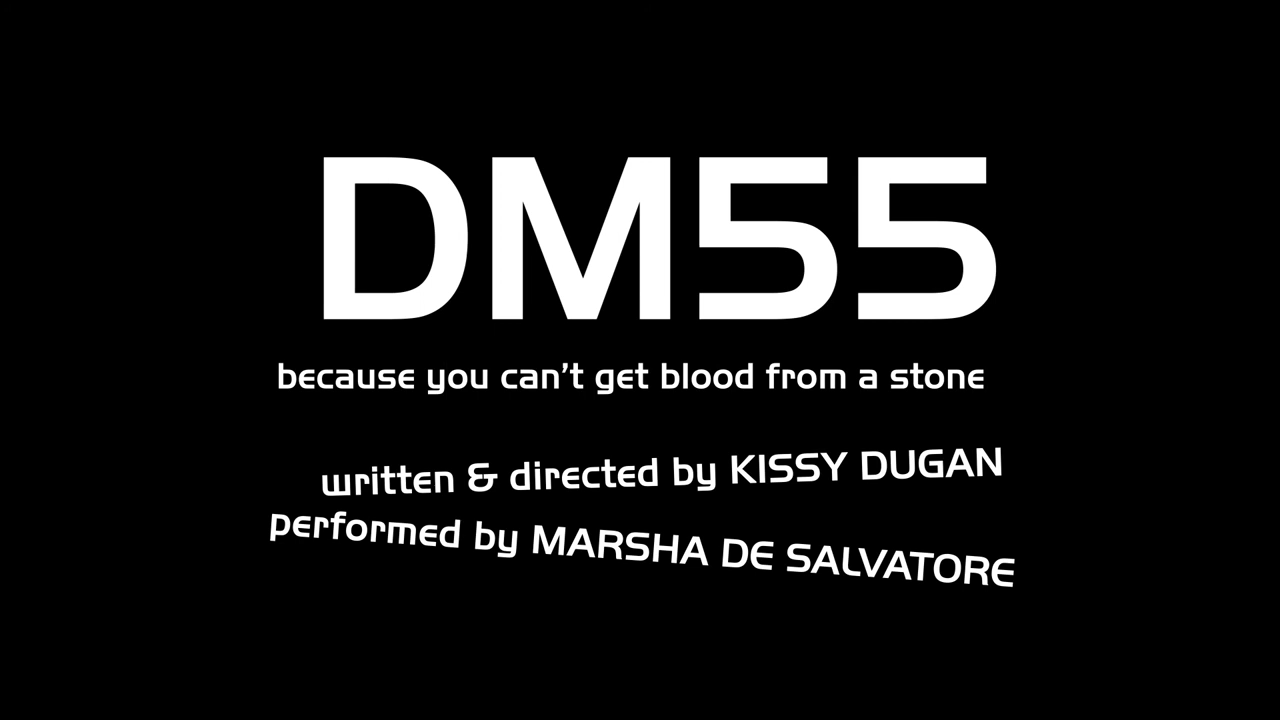 DM55
because you can't get blood from a stone
written & directed by KISSY DUGAN
performed by MARSHA DE SALVATORE